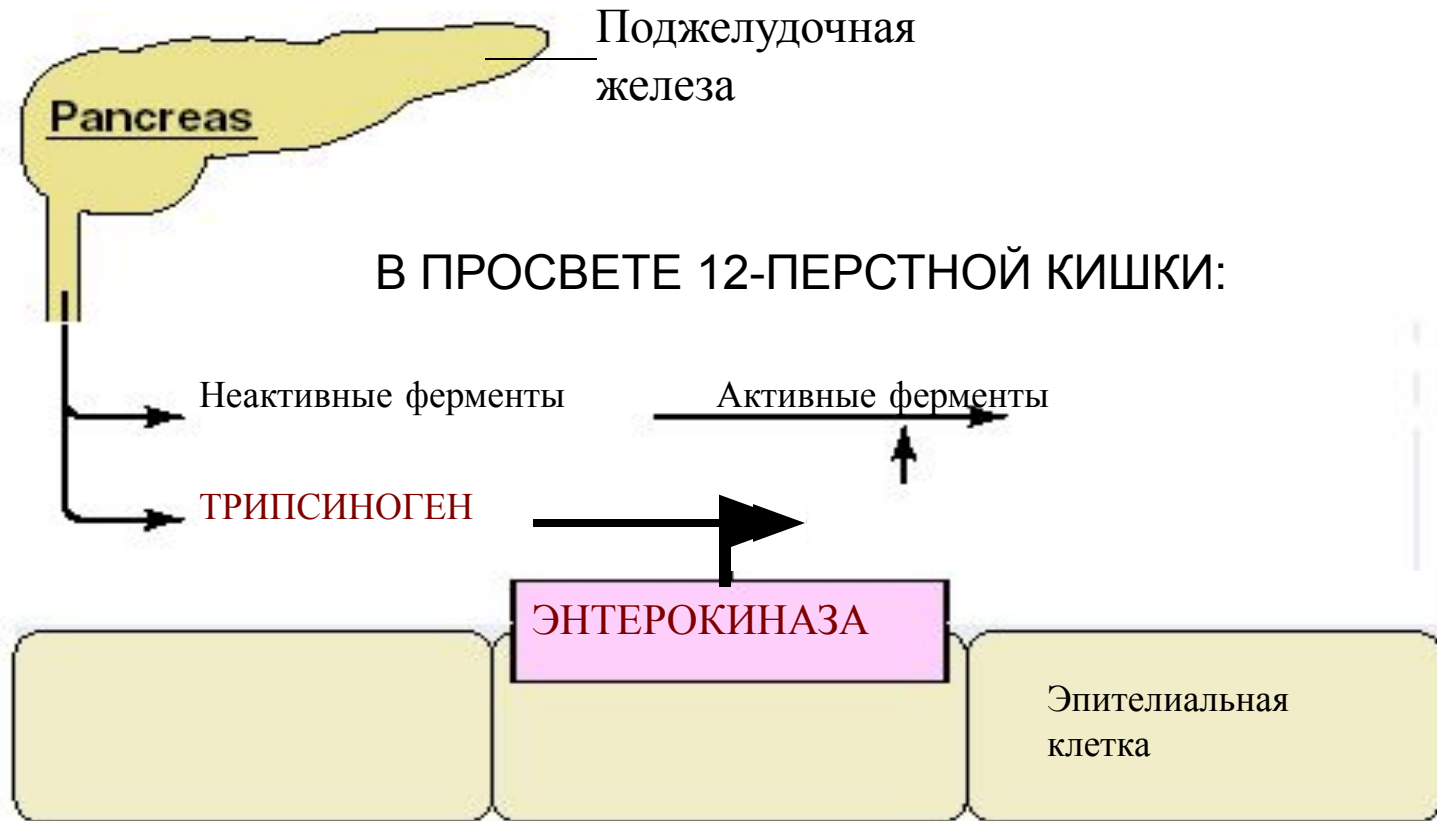 Поджелудочная
железа
Pancreas
В ПРОСВЕТЕ 12-ПЕРСТНОЙ КИШКИ:
Неактивные ферменты
Активные ферменты
ТРИПСИНОГЕН
ЭНТЕРОКИНАЗА
Эпителиальная
клетка